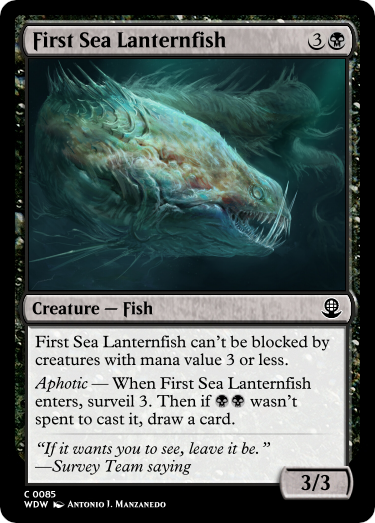 First Sea Lanternfish 3
Creature — Fish
First Sea Lanternfish can't be blocked by
creatures with mana value 3 or less.
Aphotic — When First Sea Lanternfish
enters, surveil 3. Then if wasn't
spent to cast it, draw a card.
"If it wants you to see, leave it be."
—Survey Team saying
3/3
C 0085
WDW Antonio J. Manzanedo